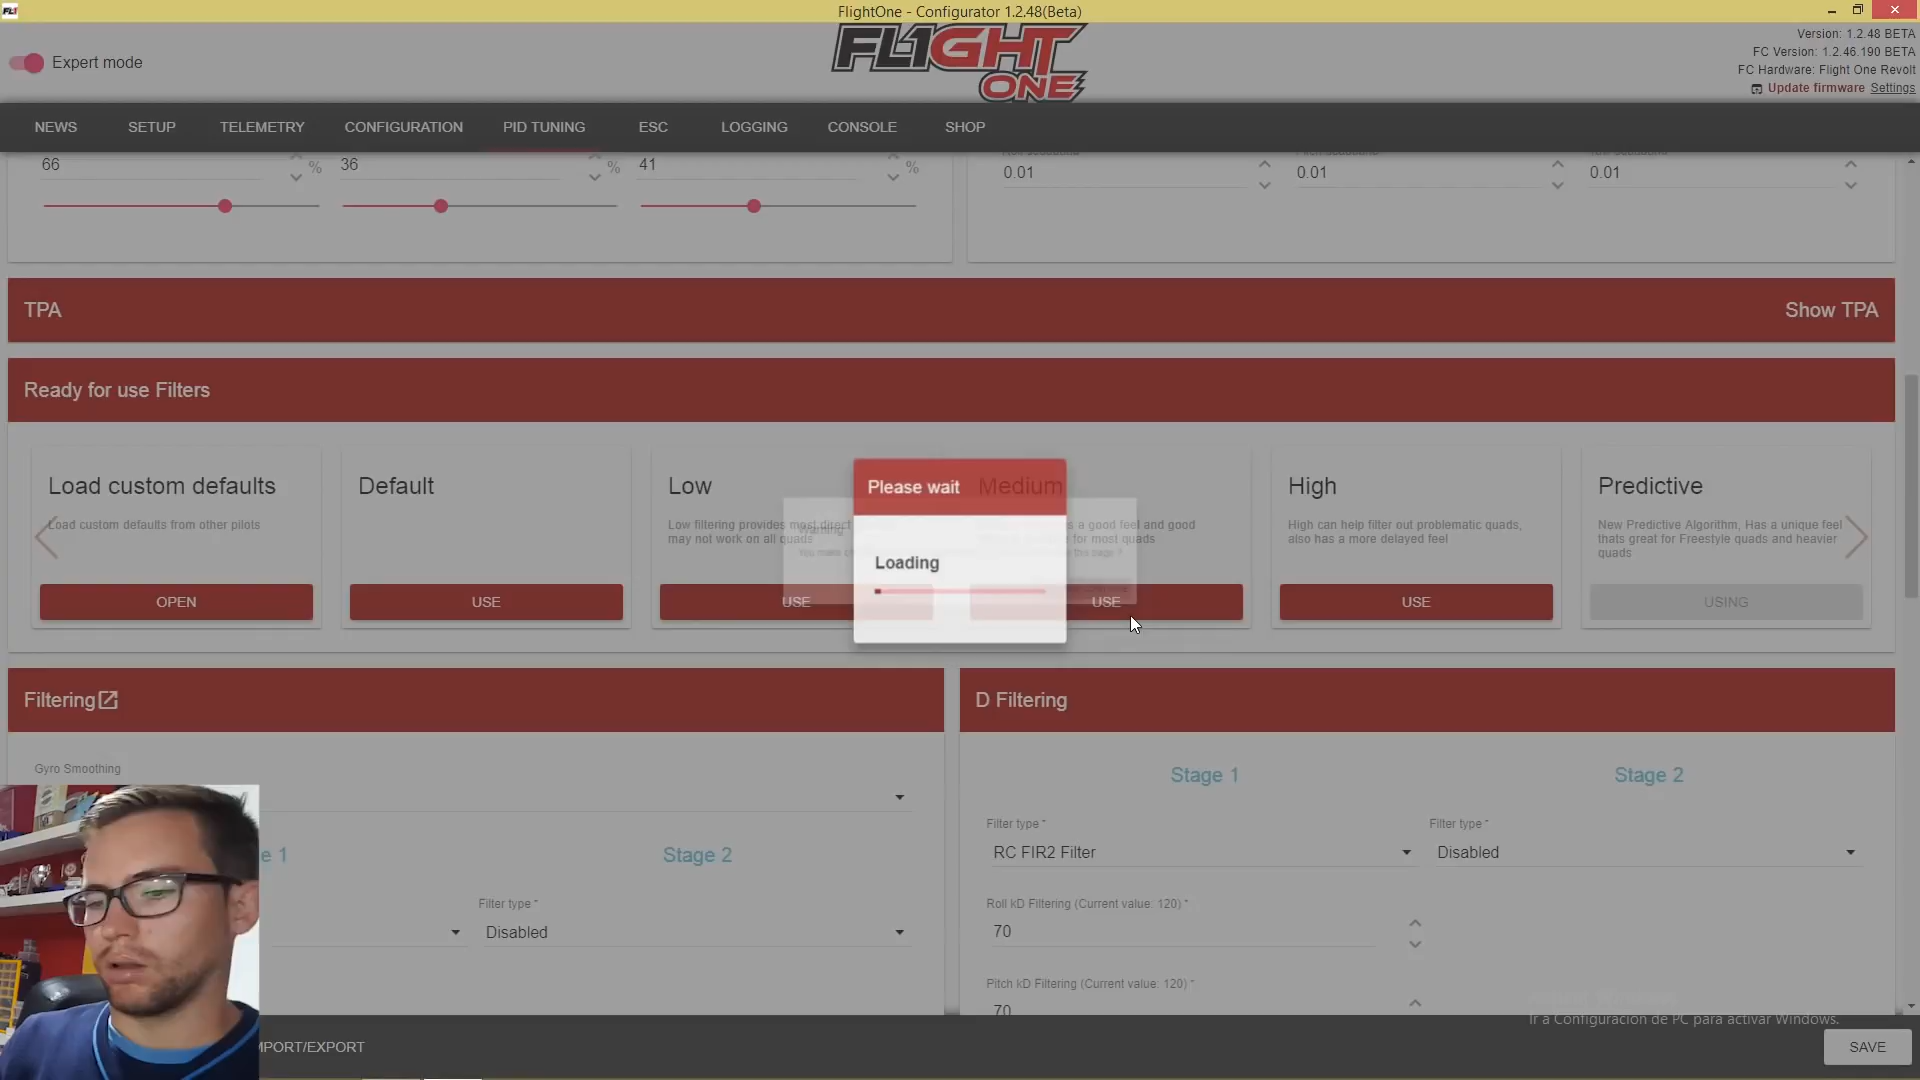 FlightOne - Configurator 1.2.48(Beta)
Expert mode
FL1GHT
ONE
Version: 1.2.48 BETA
FC Version: 1.2.46.190 BETA
FC Hardware: Flight One Revolt
Update firmware Settings
NEWS SETUP TELEMETRY CONFIGURATION PID TUNING ESC LOGGING CONSOLE SHOP
66 % 36 % 41 %
0.01 0.01 0.01
TPA
Show TPA
Ready for use Filters
Load custom defaults
Load custom defaults from other pilots
OPEN
Default
USE
Low
Low filtering provides most direct
may not work on all quads
USE
Medium
s a good feel and good
for most quads
USE
High
High can help filter out problematic quads,
also has a more delayed feel
USE
Predictive
New Predictive Algorithm, Has a unique feel
thats great for Freestyle quads and heavier
quads
USING
Please wait
Loading
Warning
Filtering
Gyro Smoothing
e 1
Stage 2
Filter type *
Disabled
D Filtering
Stage 1
Stage 2
Filter type *
RC FIR2 Filter
Filter type *
Disabled
Roll kD Filtering (Current value: 120) *
70
Pitch kD Filtering (Current value: 120) *
70
Ir a Configuración de PC para activar Windows.
MPORT/EXPORT
SAVE